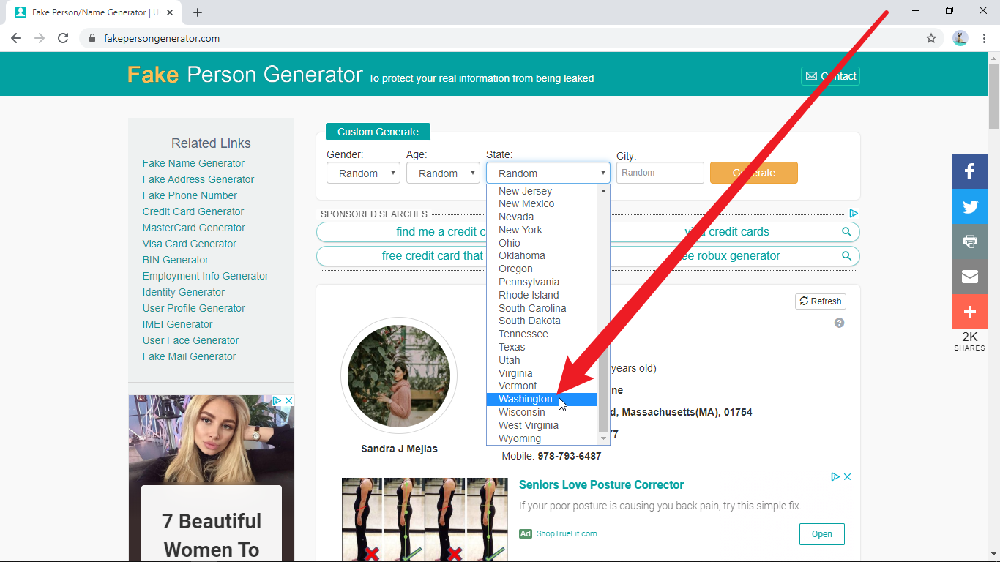 Fake Person/Name Generator | U
fakepersongenerator.com
Fake Person Generator To protect your real information from being leaked
Contact
Related Links
Fake Name Generator
Fake Address Generator
Fake Phone Number
Credit Card Generator
MasterCard Generator
Visa Card Generator
BIN Generator
Employment Info Generator
Identity Generator
User Profile Generator
IMEI Generator
User Face Generator
Fake Mail Generator
7 Beautiful
Women To
Custom Generate
Gender: Age: State: City:
Random Random Random Random Generate
New Jersey
New Mexico
Nevada
New York
Ohio
Oklahoma
Oregon
Pennsylvania
Rhode Island
South Carolina
South Dakota
Tennessee
Texas
Utah
Virginia
Vermont
Washington
Wisconsin
West Virginia
Wyoming
SPONSORED SEARCHES
find me a credit c
credit cards
free credit card that
ee robux generator
Refresh
years old)
ne
d, Massachusetts(MA), 01754
77
Sandra J Mejias
Mobile: 978-793-6487
Seniors Love Posture Corrector
If your poor posture is causing you back pain, try this simple fix.
Ad ShopTrueFit.com
Open
2K
SHARES